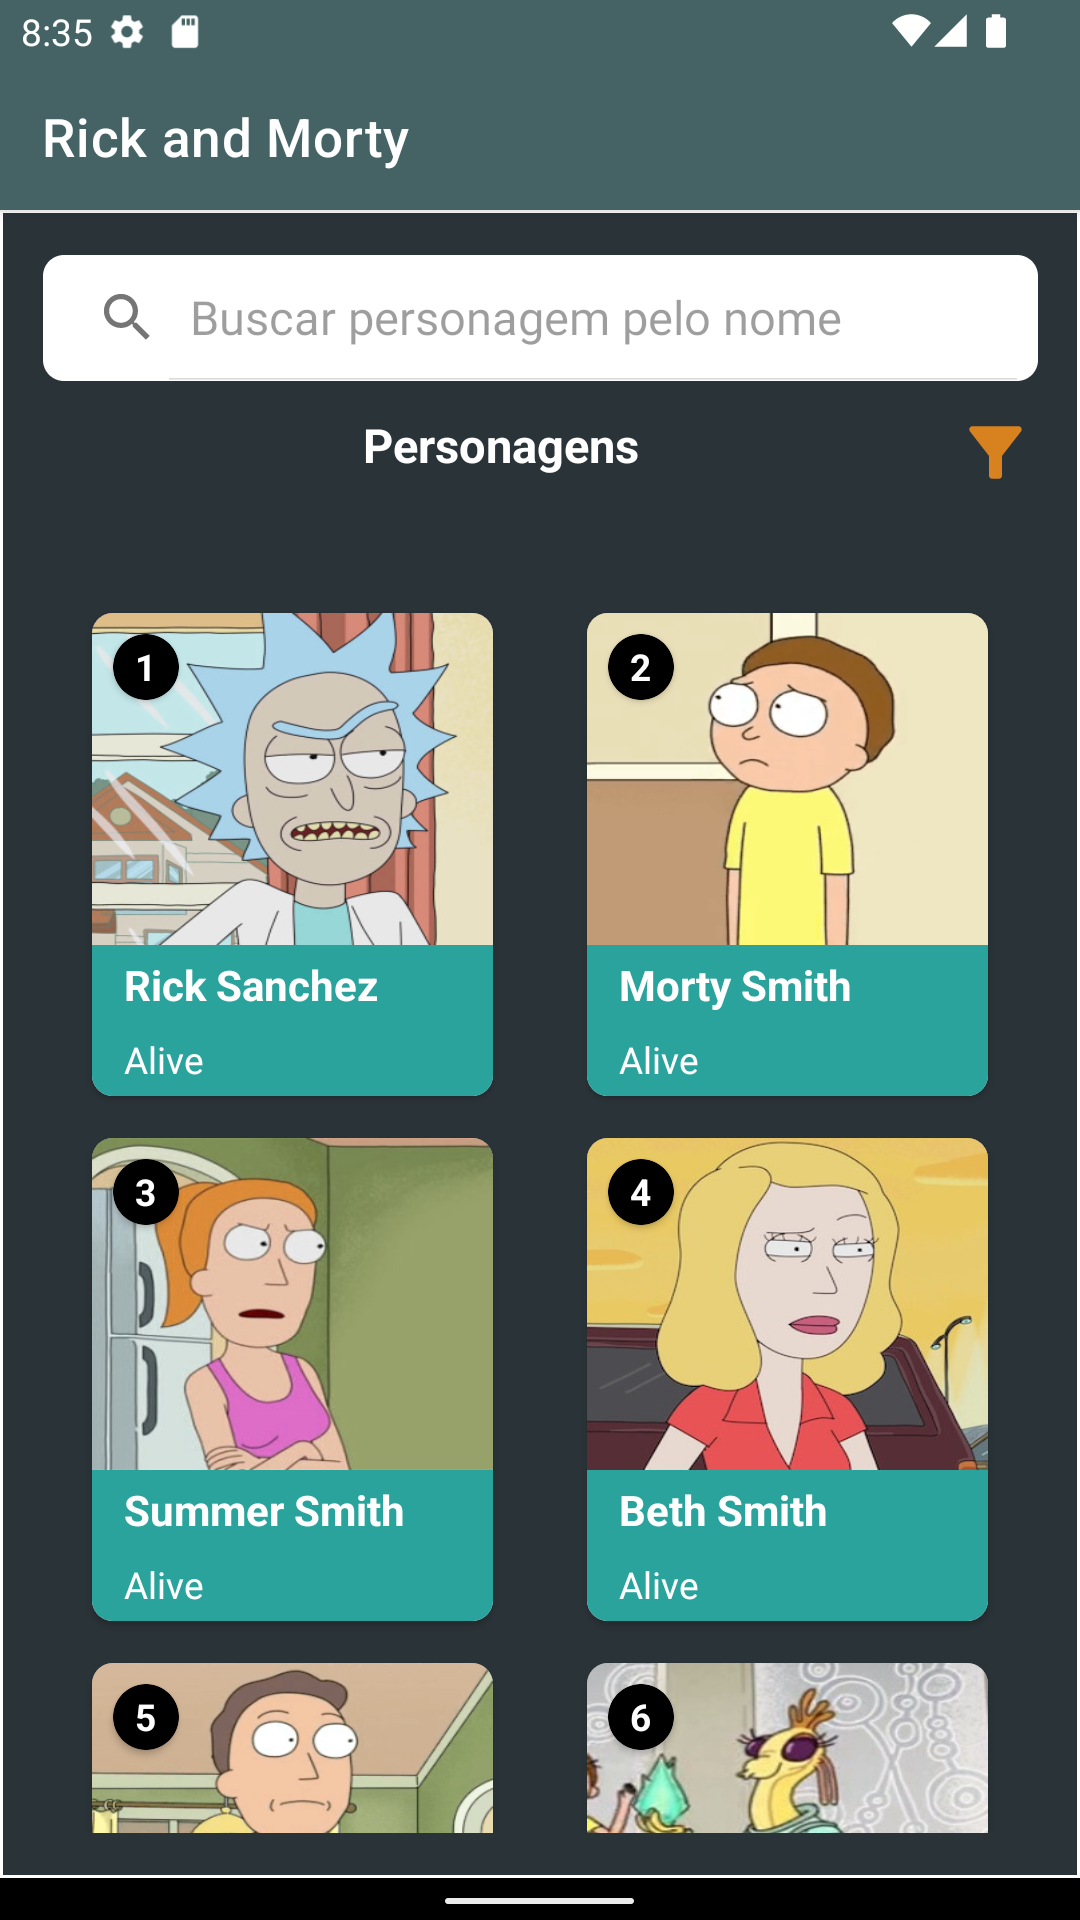 8:35
Rick and Morty
Buscar personagem pelo nome
Personagens
1
2
Rick Sanchez
Alive
Morty Smith
Alive
3
4
Summer Smith
Alive
Beth Smith
Alive
5
6